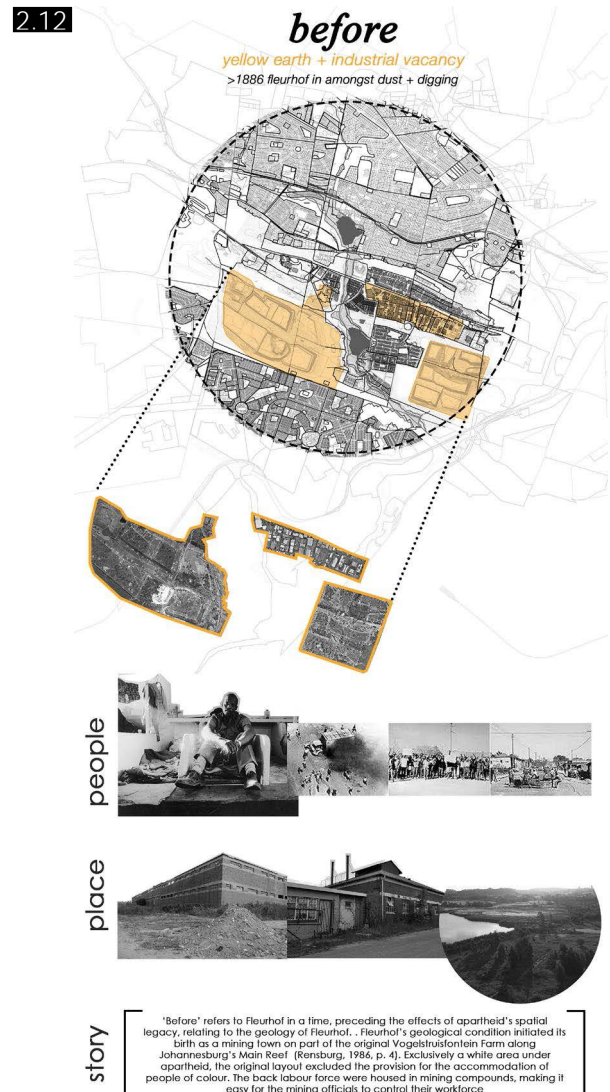 2.12
before
yellow earth + industrial vacancy
>1886 fleurhof in amongst dust + digging
people
place
story
'Before' refers to Fleurhof in a time, preceding the effects of apartheid's spatial
legacy, relating to the geology of Fleurhof. . Fleurhof's geological condition initiated its
birth as a mining town on part of the original Vogelstruisfontein Farm along
Johannesburg's Main Reef (Rensburg, 1986, p. 4). Exclusively a white area under
apartheid, the original layout excluded the provision for the accommodation of
people of colour. The back labour force were housed in mining compounds, making it
easy for the mining officials to control their workforce